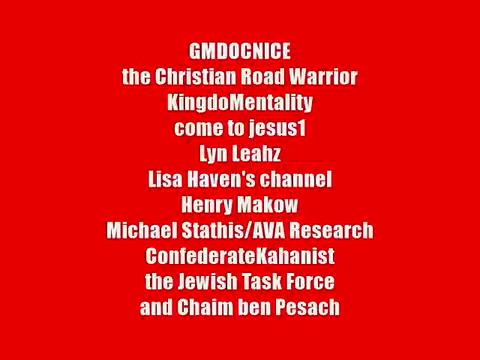 GMDOCNICE
the Christian Road Warrior
KingdoMentality
come to jesus1
Lyn Leahz
Lisa Haven's channel
Henry Makow
Michael Stathis/AVA Research
ConfederateKahanist
the Jewish Task Force
and Chaim ben Pesach